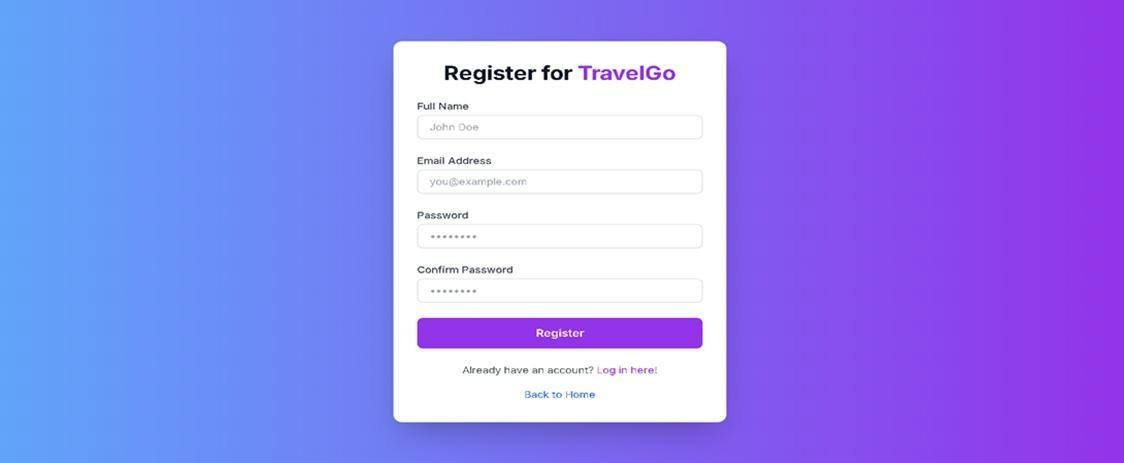 Register for TravelGo
Full Name
John Doe
Email Address
you@example.com
Password
••••••••
Confirm Password
••••••••
Register
Already have an account? Log in here!
Back to Home